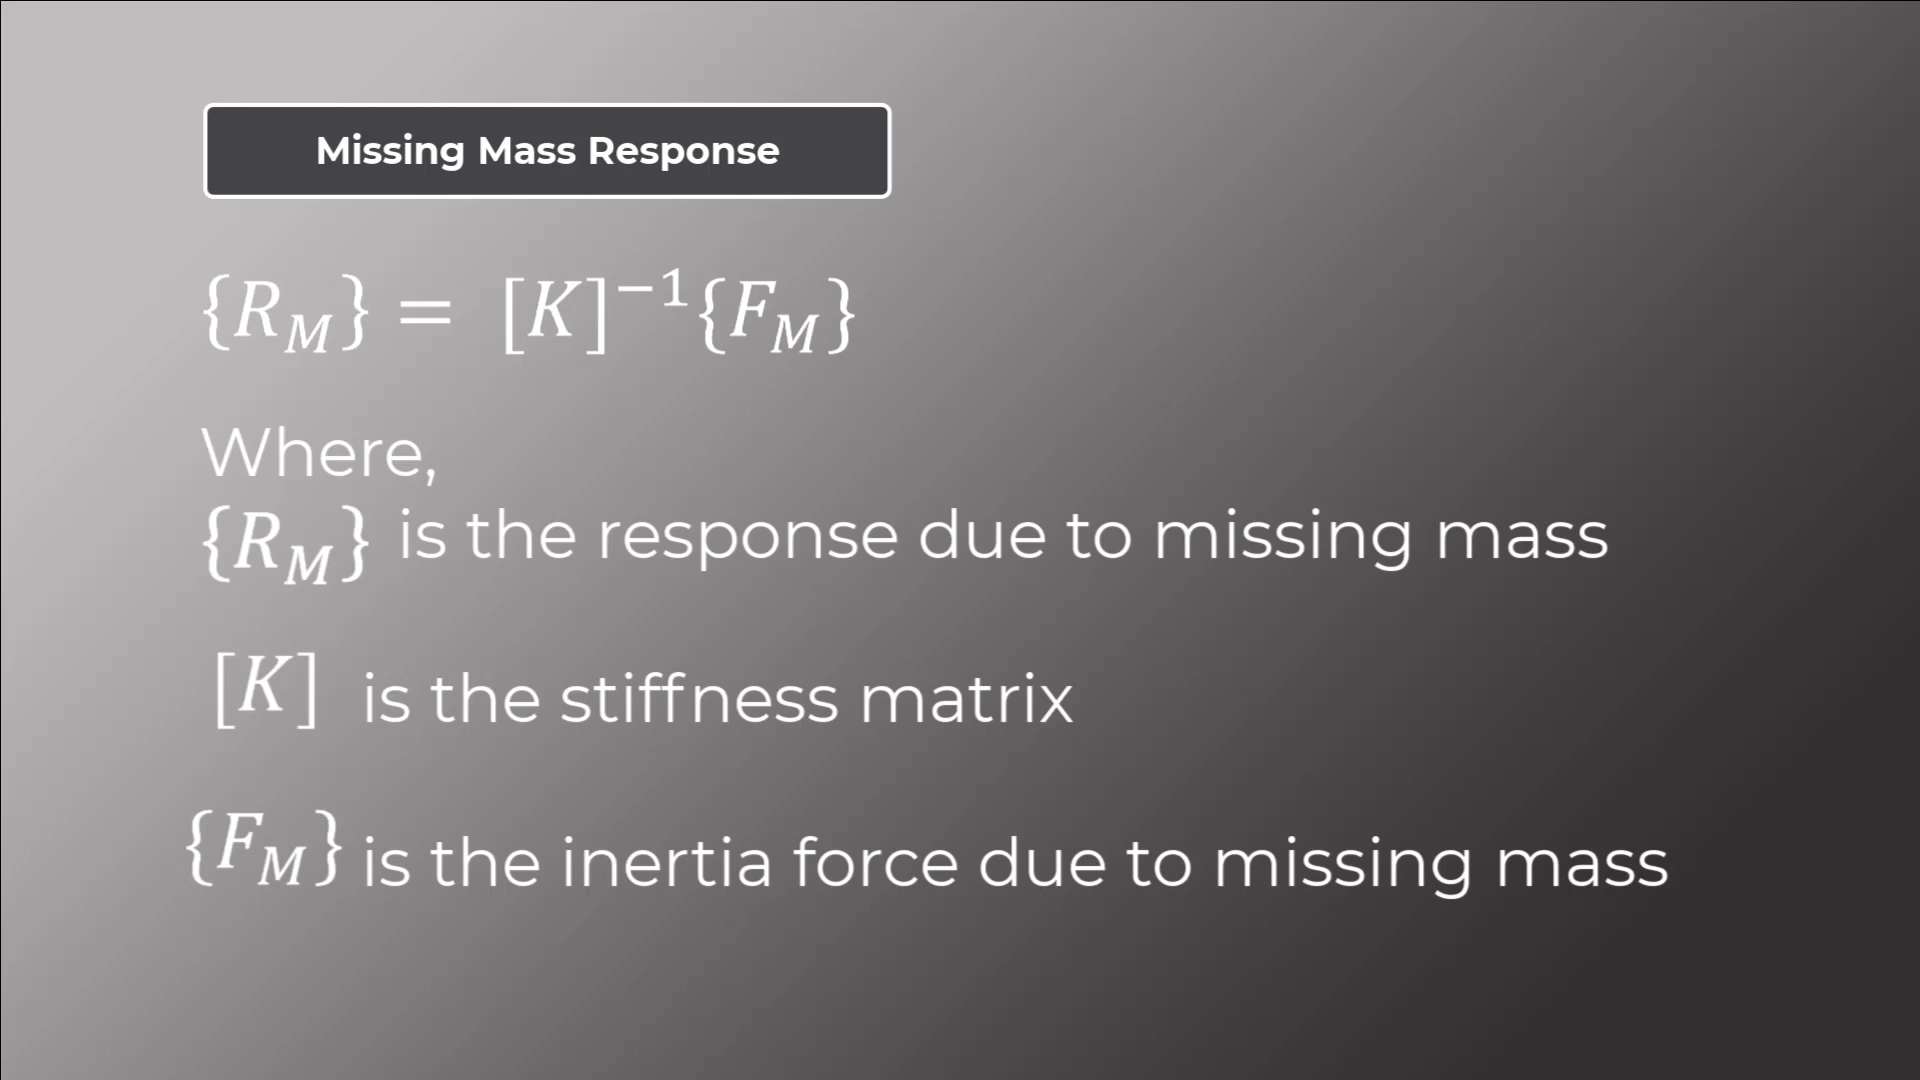 Missing Mass Response
{R_M} = [K]^{-1}{F_M}
Where,
{R_M} is the response due to missing mass
[K] is the stiffness matrix
{F_M} is the inertia force due to missing mass